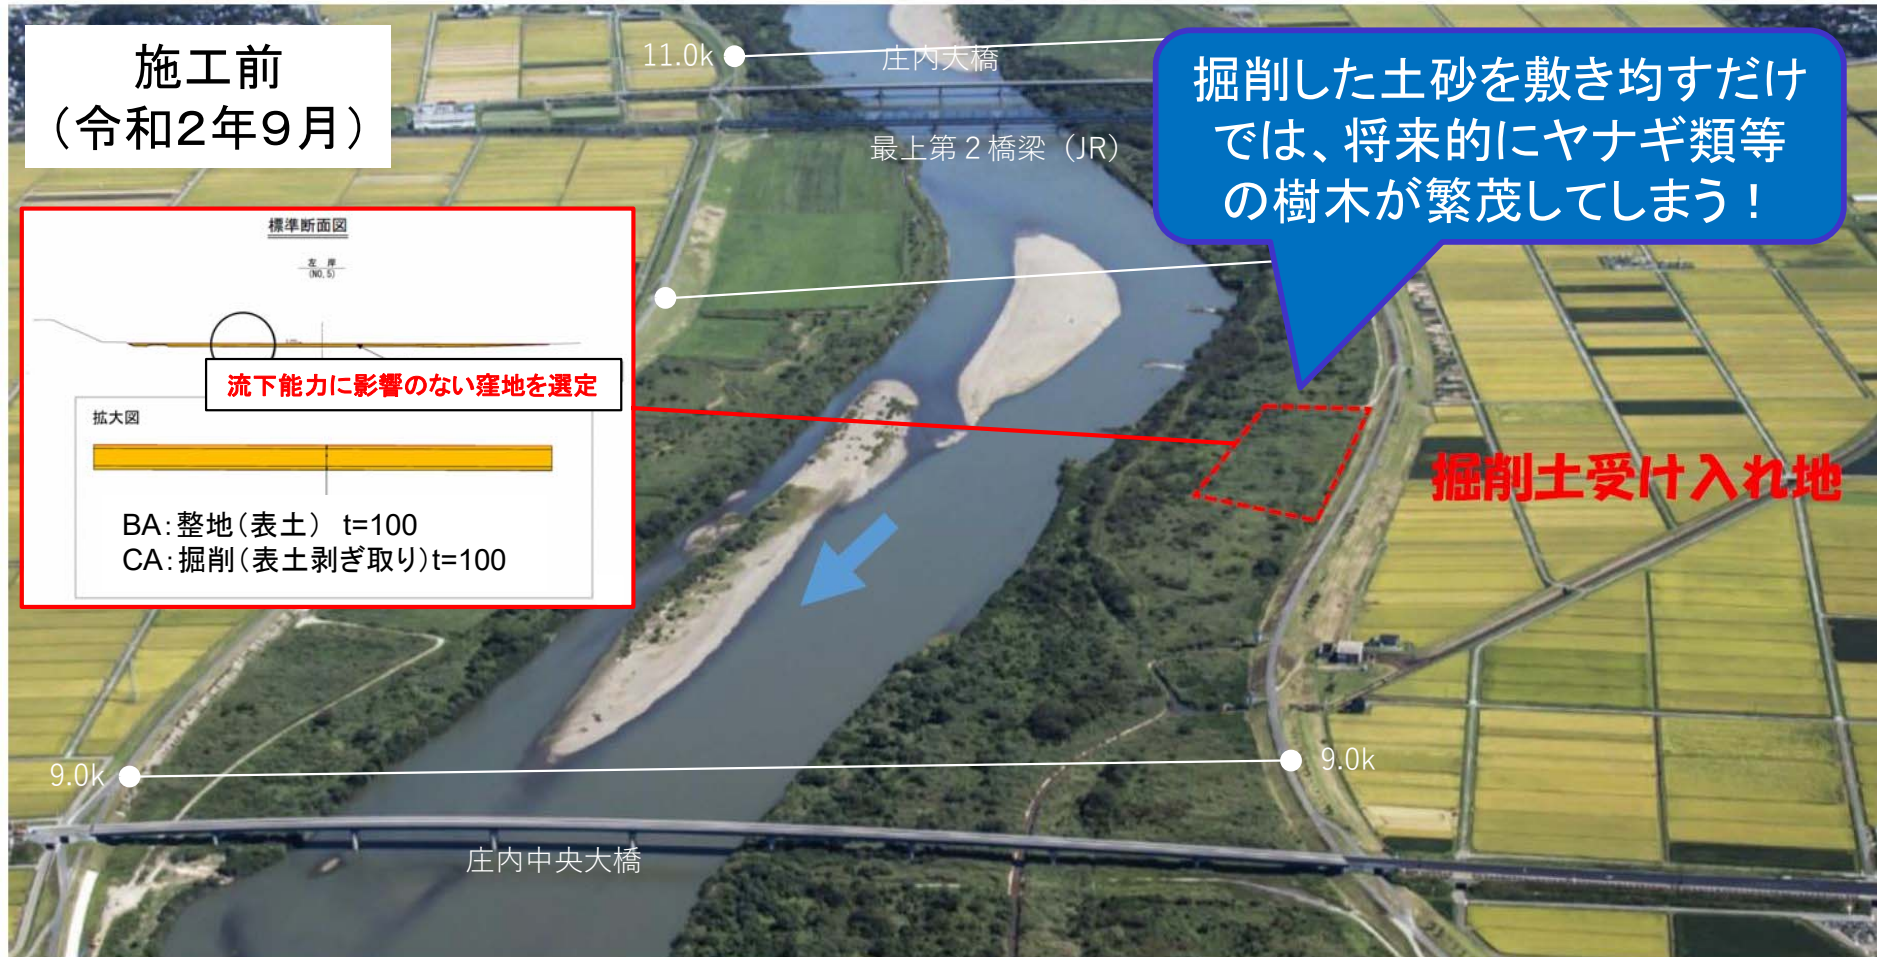 施工前
（令和２年９月）
11.0k
庄内大橋
最上第２橋梁（JR）
掘削した土砂を敷き均すだけ
では、将来的にヤナギ類等
の樹木が繁茂してしまう！
標準断面図
左 岸
(NO, 5)
流下能力に影響のない窪地を選定
拡大図
BA：整地（表土） t=100
CA：掘削（表土剥ぎ取り）t=100
掘削土受け入れ地
9.0k
9.0k
庄内中央大橋